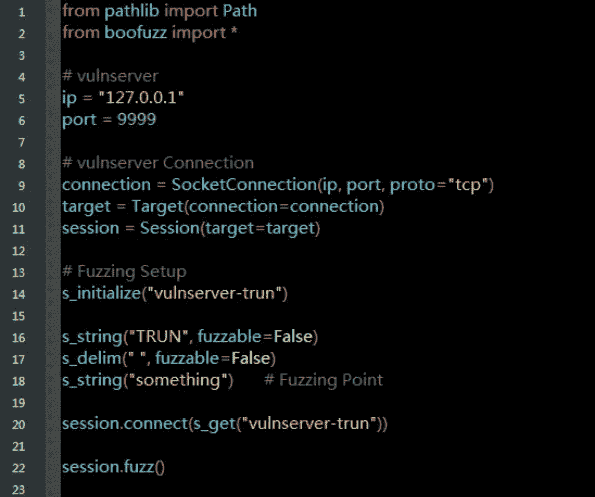 1 from pathlib import Path
2 from boofuzz import *
3
4 # vulnserver
5 ip = "127.0.0.1"
6 port = 9999
7
8 # vulnserver Connection
9 connection = SocketConnection(ip, port, proto="tcp")
10 target = Target(connection=connection)
11 session = Session(target=target)
12
13 # Fuzzing Setup
14 s_initialize("vulnserver-trun")
15
16 s_string("TRUN", fuzzable=False)
17 s_delim(" ", fuzzable=False)
18 s_string("something") # Fuzzing Point
19
20 session.connect(s_get("vulnserver-trun"))
21
22 session.fuzz()
23